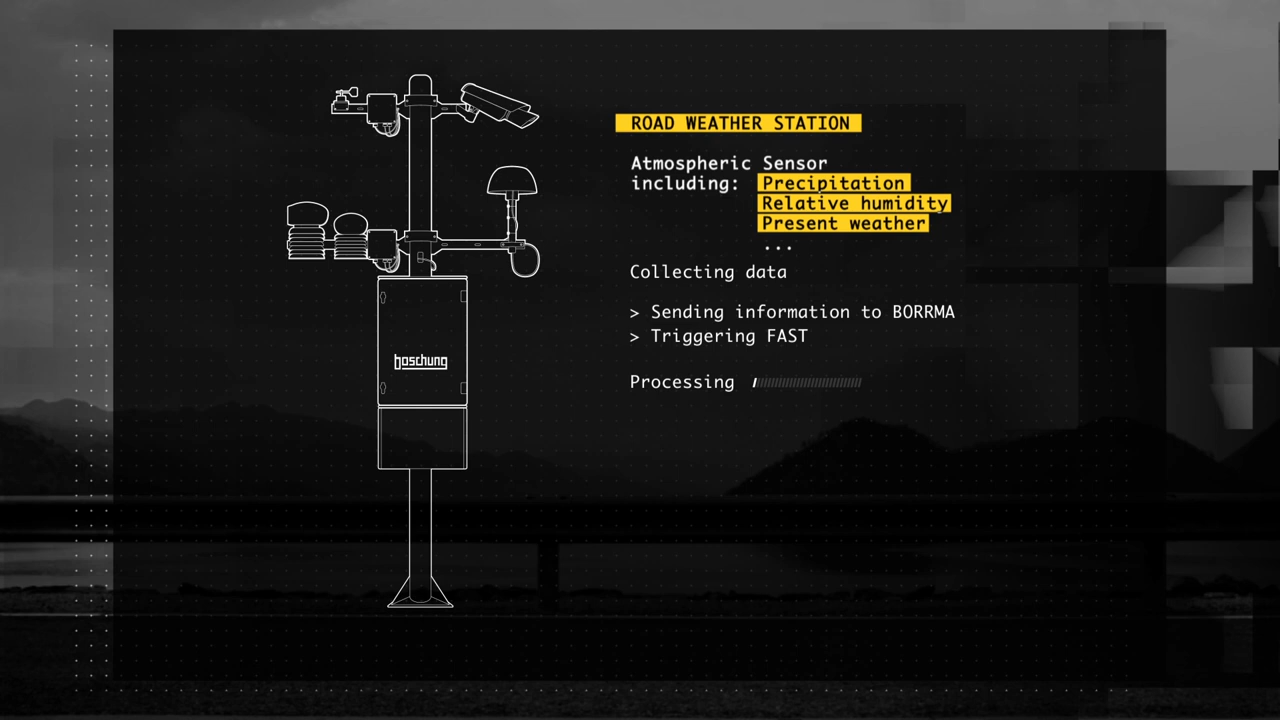 ROAD WEATHER STATION
Atmospheric Sensor
including: Precipitation
Relative humidity
Present weather
...
Collecting data
> Sending information to BORRMA
> Triggering FAST
Processing
boschung